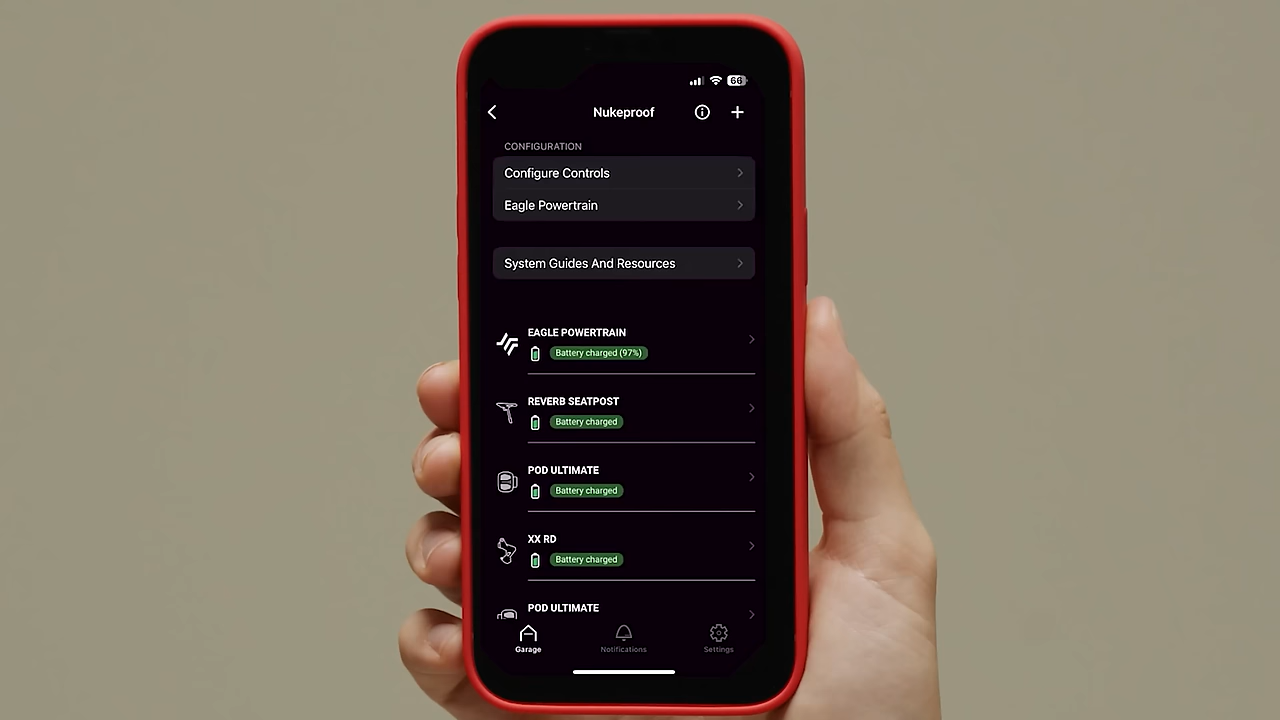 66
Nukeproof
CONFIGURATION
Configure Controls
Eagle Powertrain
System Guides And Resources
EAGLE POWERTRAIN
Battery charged (97%)
REVERB SEATPOST
Battery charged
POD ULTIMATE
Battery charged
XX RD
Battery charged
POD ULTIMATE
Garage
Notifications
Settings